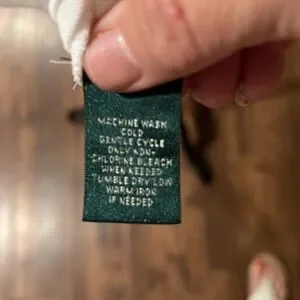 MACHINE WASH
COLD
GENTLE CYCLE
ONLY NON-
CHLORINE BLEACH
WHEN NEEDED
TUMBLE DRY LOW
WARM IRON
IF NEEDED